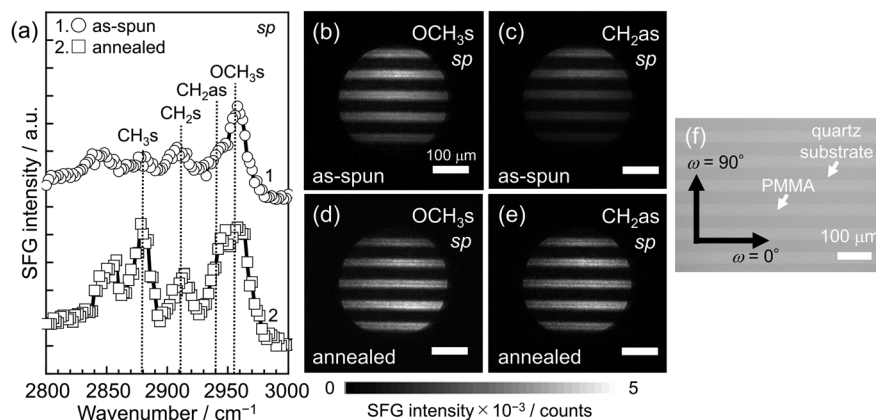 (a)
1. as-spun
2. annealed
sp
OCH3s
CH2as
CH2s
CH3s
1
2
SFG intensity / a.u.
2800 2850 2900 2950 3000
Wavenumber / cm-1
(b)
OCH3s
sp
100 μm
as-spun
(c)
CH2as
sp
as-spun
(d)
OCH3s
sp
annealed
(e)
CH2as
sp
annealed
0 5
SFG intensity × 10-3 / counts
(f)
quartz
substrate
ω = 90°
PMMA
100 μm
ω = 0°